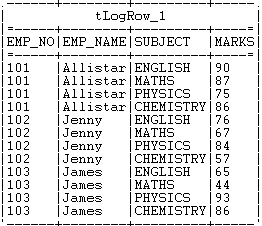 tLogRow_1
EMP_NO|EMP_NAME|SUBJECT|MARKS
101|Allistar|ENGLISH|90
101|Allistar|MATHS|87
101|Allistar|PHYSICS|75
101|Allistar|CHEMISTRY|86
102|Jenny|ENGLISH|76
102|Jenny|MATHS|67
102|Jenny|PHYSICS|84
102|Jenny|CHEMISTRY|57
103|James|ENGLISH|65
103|James|MATHS|44
103|James|PHYSICS|93
103|James|CHEMISTRY|86